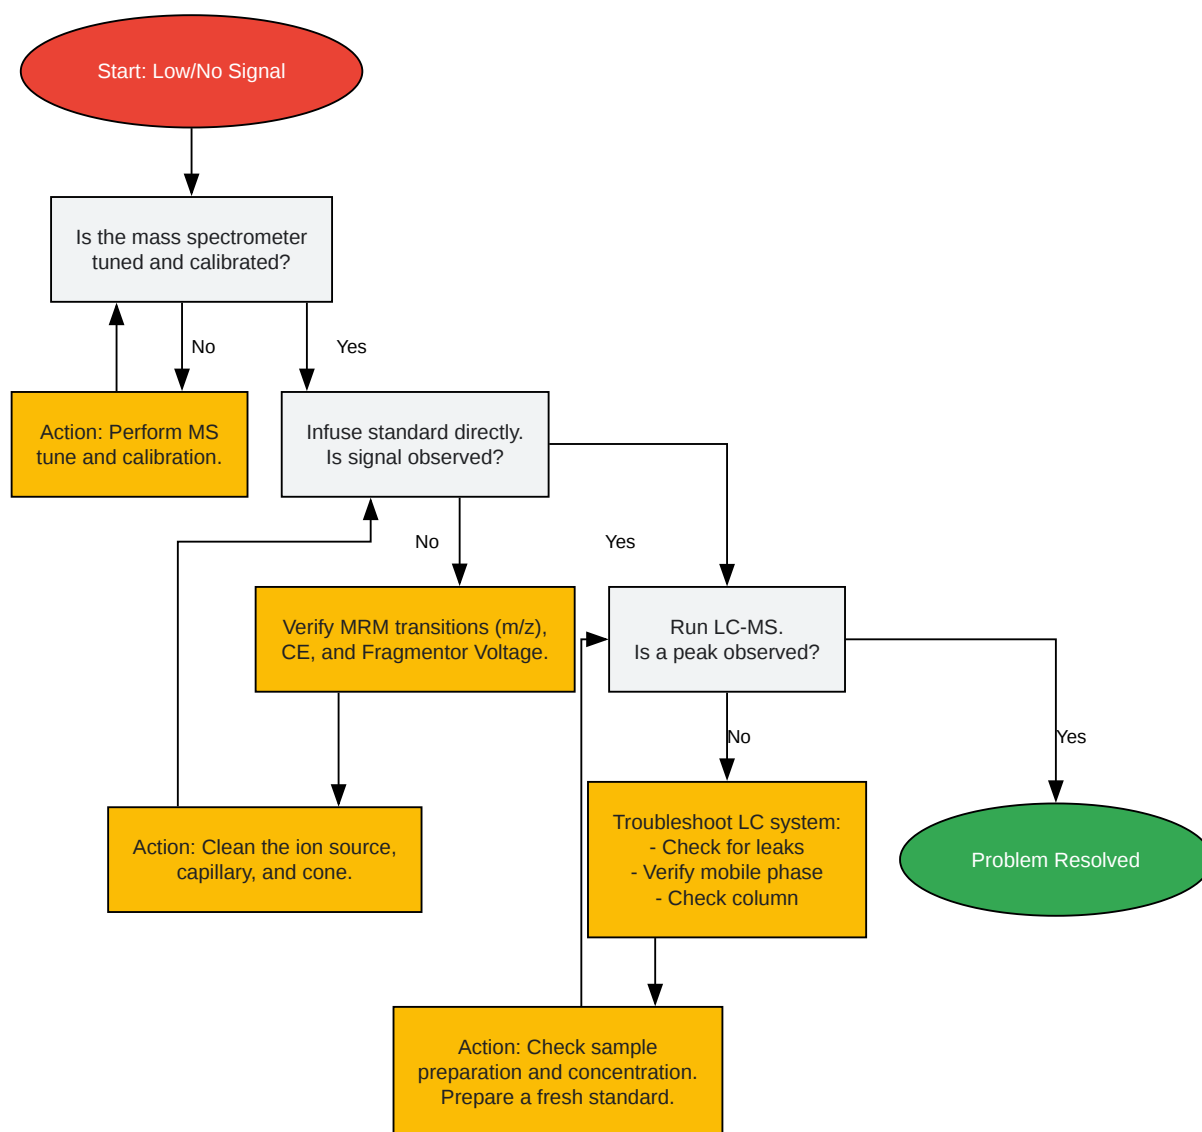 Start: Low/No Signal
Is the mass spectrometer
tuned and calibrated?
No
Yes
Action: Perform MS
tune and calibration.
Infuse standard directly.
Is signal observed?
No
Yes
Verify MRM transitions (m/z),
CE, and Fragmentor Voltage.
Run LC-MS.
Is a peak observed?
No
Yes
Action: Clean the ion source,
capillary, and cone.
Troubleshoot LC system:
- Check for leaks
- Verify mobile phase
- Check column
Problem Resolved
Action: Check sample
preparation and concentration.
Prepare a fresh standard.